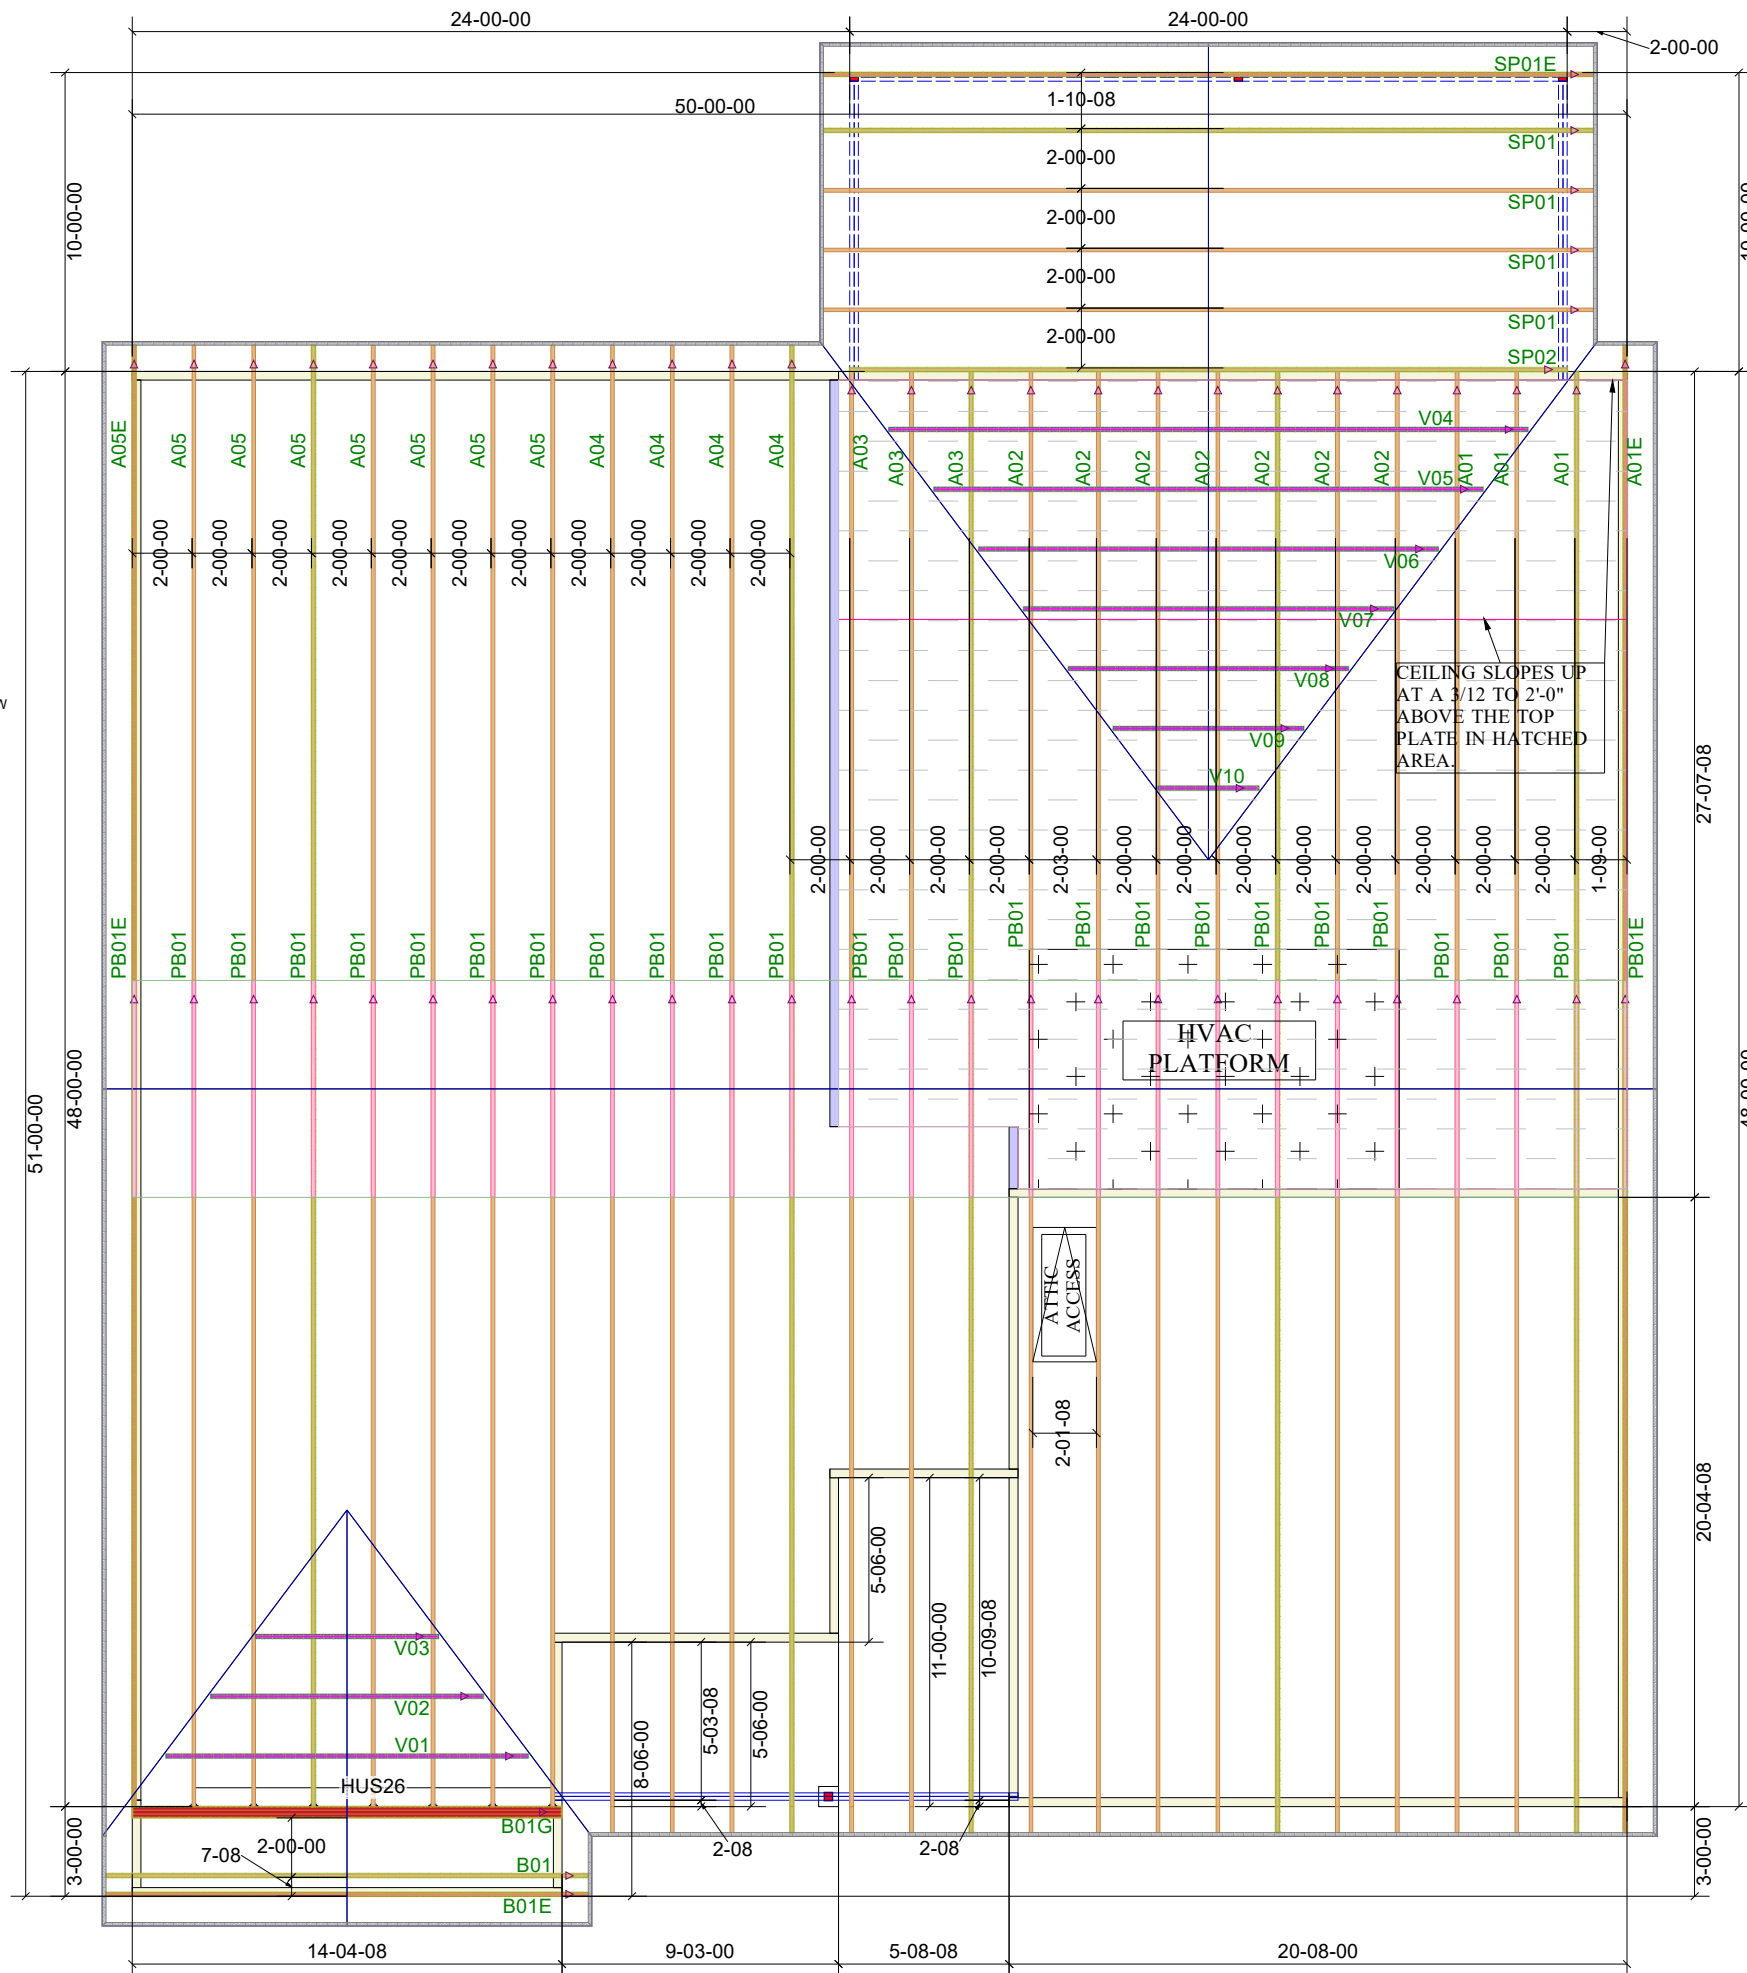 24-00-00
24-00-00
2-00-00
SP01E
1-10-08
50-00-00
SP01
2-00-00
10-00-00
SP01
2-00-00
SP01
2-00-00
SP01
2-00-00
SP02
A05E A05 A05 A05 A05 A05 A05 A05 A04 A04 A04 A04 A03 A03 A03 A02 A02 A02 A02 A02 A02 A02 A01 A01 A01 A01E
V04
V05
2-00-00 2-00-00 2-00-00 2-00-00 2-00-00 2-00-00 2-00-00 2-00-00 2-00-00 2-00-00 2-00-00
V06
V07
V08
V09
V10
CEILING SLOPES UP
AT A 3/12 TO 2'-0"
ABOVE THE TOP
PLATE IN HATCHED
AREA.
27-07-08
2-00-00 2-00-00 2-00-00 2-00-00 2-03-00 2-00-00 2-00-00 2-00-00 2-00-00 2-00-00 2-00-00 2-00-00 2-00-00 1-09-00
PB01E PB01 PB01 PB01 PB01 PB01 PB01 PB01 PB01 PB01 PB01 PB01 PB01 PB01 PB01 PB01 PB01 PB01 PB01 PB01 PB01 PB01 PB01 PB01 PB01 PB01E
HVAC
PLATFORM
48-00-00
51-00-00
ATTIC
ACCESS
2-01-08
20-04-08
5-06-00
11-00-00
10-09-08
V03
V02
V01
8-06-00
5-03-08
5-06-00
HUS26
B01G
2-00-00
7-08
B01
B01E
3-00-00
2-08
2-08
3-00-00
14-04-08
9-03-00
5-08-08
20-08-00